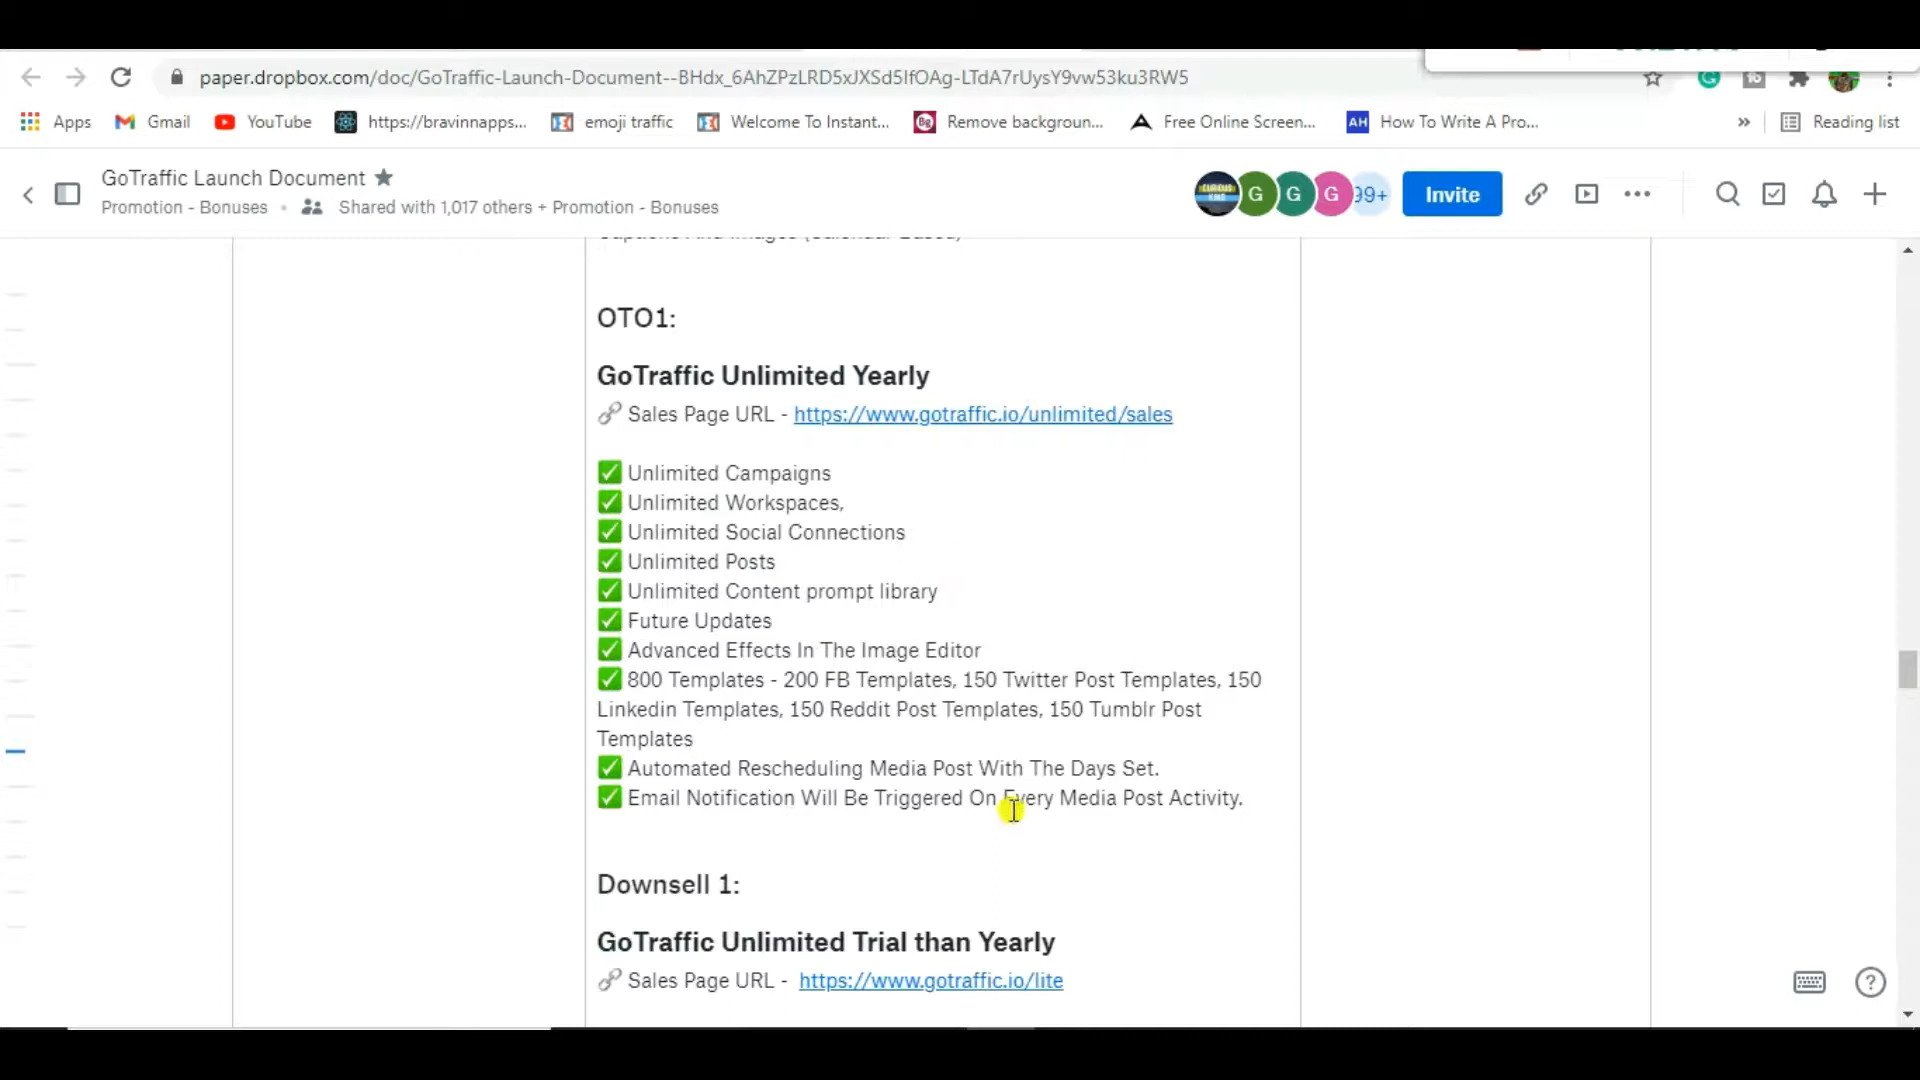 paper.dropbox.com/doc/GoTraffic-Launch-Document--BHdx_6AhZPzLRD5xJXSd5IfOAg-LTdA7rUysY9vw53ku3RW5
Apps Gmail YouTube https://bravinnapps... emoji traffic Welcome To Instant... Bg Remove backgroun... Free Online Screen... AH How To Write A Pro... » Reading list
GoTraffic Launch Document
Promotion - Bonuses • Shared with 1,017 others + Promotion - Bonuses
G G G 99+ Invite
OTO1:
GoTraffic Unlimited Yearly
Sales Page URL - https://www.gotraffic.io/unlimited/sales
✅ Unlimited Campaigns
✅ Unlimited Workspaces,
✅ Unlimited Social Connections
✅ Unlimited Posts
✅ Unlimited Content prompt library
✅ Future Updates
✅ Advanced Effects In The Image Editor
✅ 800 Templates - 200 FB Templates, 150 Twitter Post Templates, 150
Linkedin Templates, 150 Reddit Post Templates, 150 Tumblr Post
Templates
✅ Automated Rescheduling Media Post With The Days Set.
✅ Email Notification Will Be Triggered On Every Media Post Activity.
Downsell 1:
GoTraffic Unlimited Trial than Yearly
Sales Page URL - https://www.gotraffic.io/lite